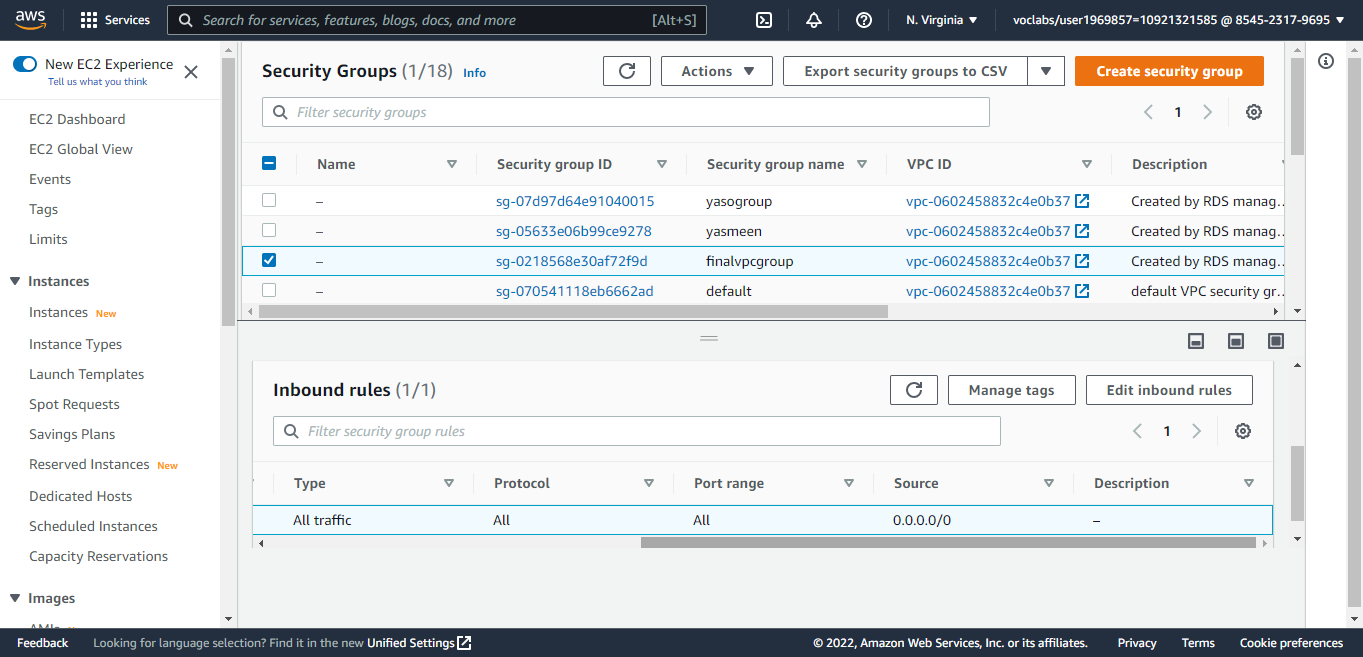 aws Services Search for services, features, blogs, docs, and more [Alt+S] N. Virginia voclabs/user1969857=10921321585 @ 8545-2317-9695
New EC2 Experience
Tell us what you think
EC2 Dashboard
EC2 Global View
Events
Tags
Limits
Instances
Instances New
Instance Types
Launch Templates
Spot Requests
Savings Plans
Reserved Instances New
Dedicated Hosts
Scheduled Instances
Capacity Reservations
Images
Security Groups (1/18) Info Actions Export security groups to CSV Create security group
Filter security groups 1
Name Security group ID Security group name VPC ID Description
– sg-07d97d64e91040015 yasogroup vpc-0602458832c4e0b37 Created by RDS manag...
– sg-05633e06b99ce9278 yasmeen vpc-0602458832c4e0b37 Created by RDS manag...
– sg-0218568e30af72f9d finalvpcgroup vpc-0602458832c4e0b37 Created by RDS manag...
– sg-070541118eb6662ad default vpc-0602458832c4e0b37 default VPC security gr...
Inbound rules (1/1) Manage tags Edit inbound rules
Filter security group rules 1
Type Protocol Port range Source Description
All traffic All All 0.0.0.0/0 –
Feedback Looking for language selection? Find it in the new Unified Settings © 2022, Amazon Web Services, Inc. or its affiliates. Privacy Terms Cookie preferences